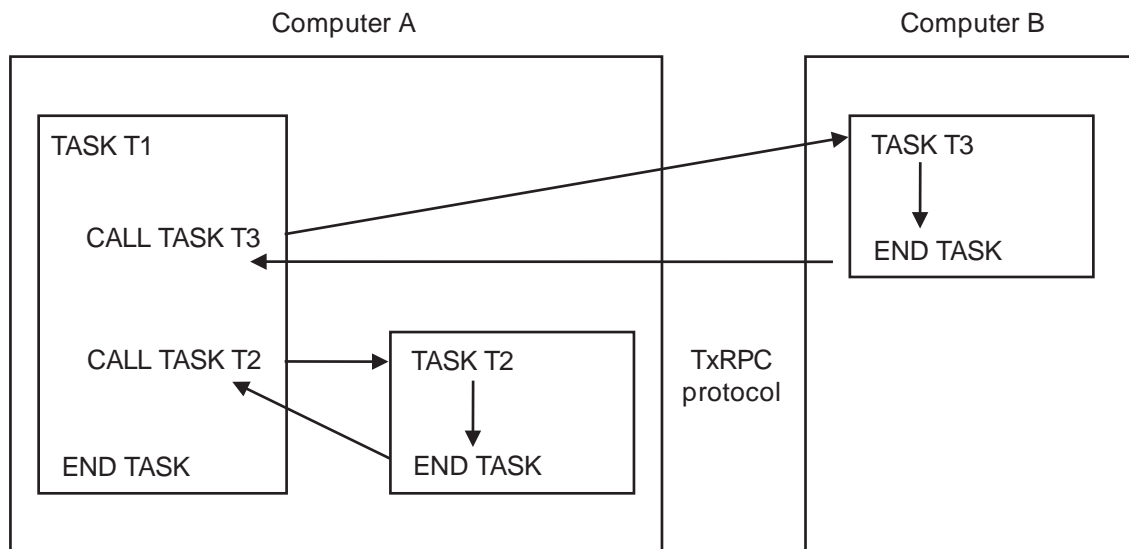 Computer A
Computer B
TASK T1
CALL TASK T3
CALL TASK T2
END TASK
TASK T2
END TASK
TxRPC
protocol
TASK T3
END TASK